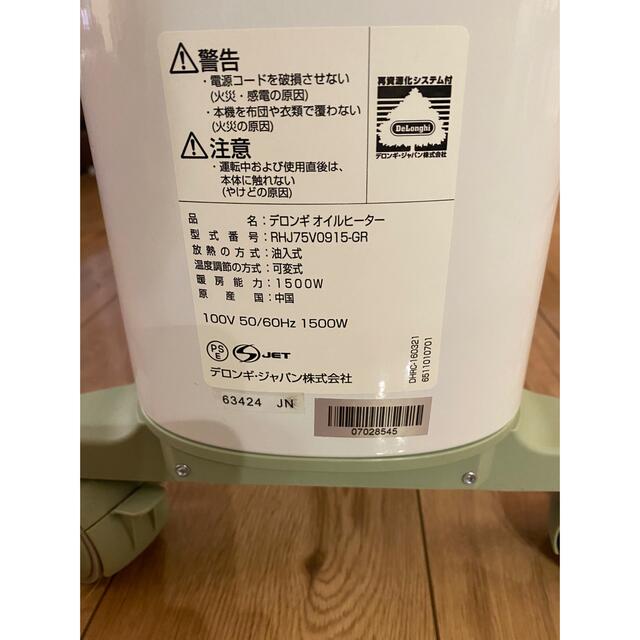 警告
・電源コードを破損させない
(火災・感電の原因)
・本機を布団や衣類で覆わない
(火災の原因)
注意
・運転中および使用直後は、
本体に触れない
(やけどの原因)
再資源化システム付
DeLonghi
デロンギ・ジャパン株式会社
品名：デロンギ オイルヒーター
型式番号：RHJ75V0915-GR
放熱の方式：油入式
温度調節の方式：可変式
暖房能力：1500W
原産国：中国
100V 50/60Hz 1500W
PS
E
JET
デロンギ・ジャパン株式会社
DHRC-160321
6511010701
63424 JN
07028545